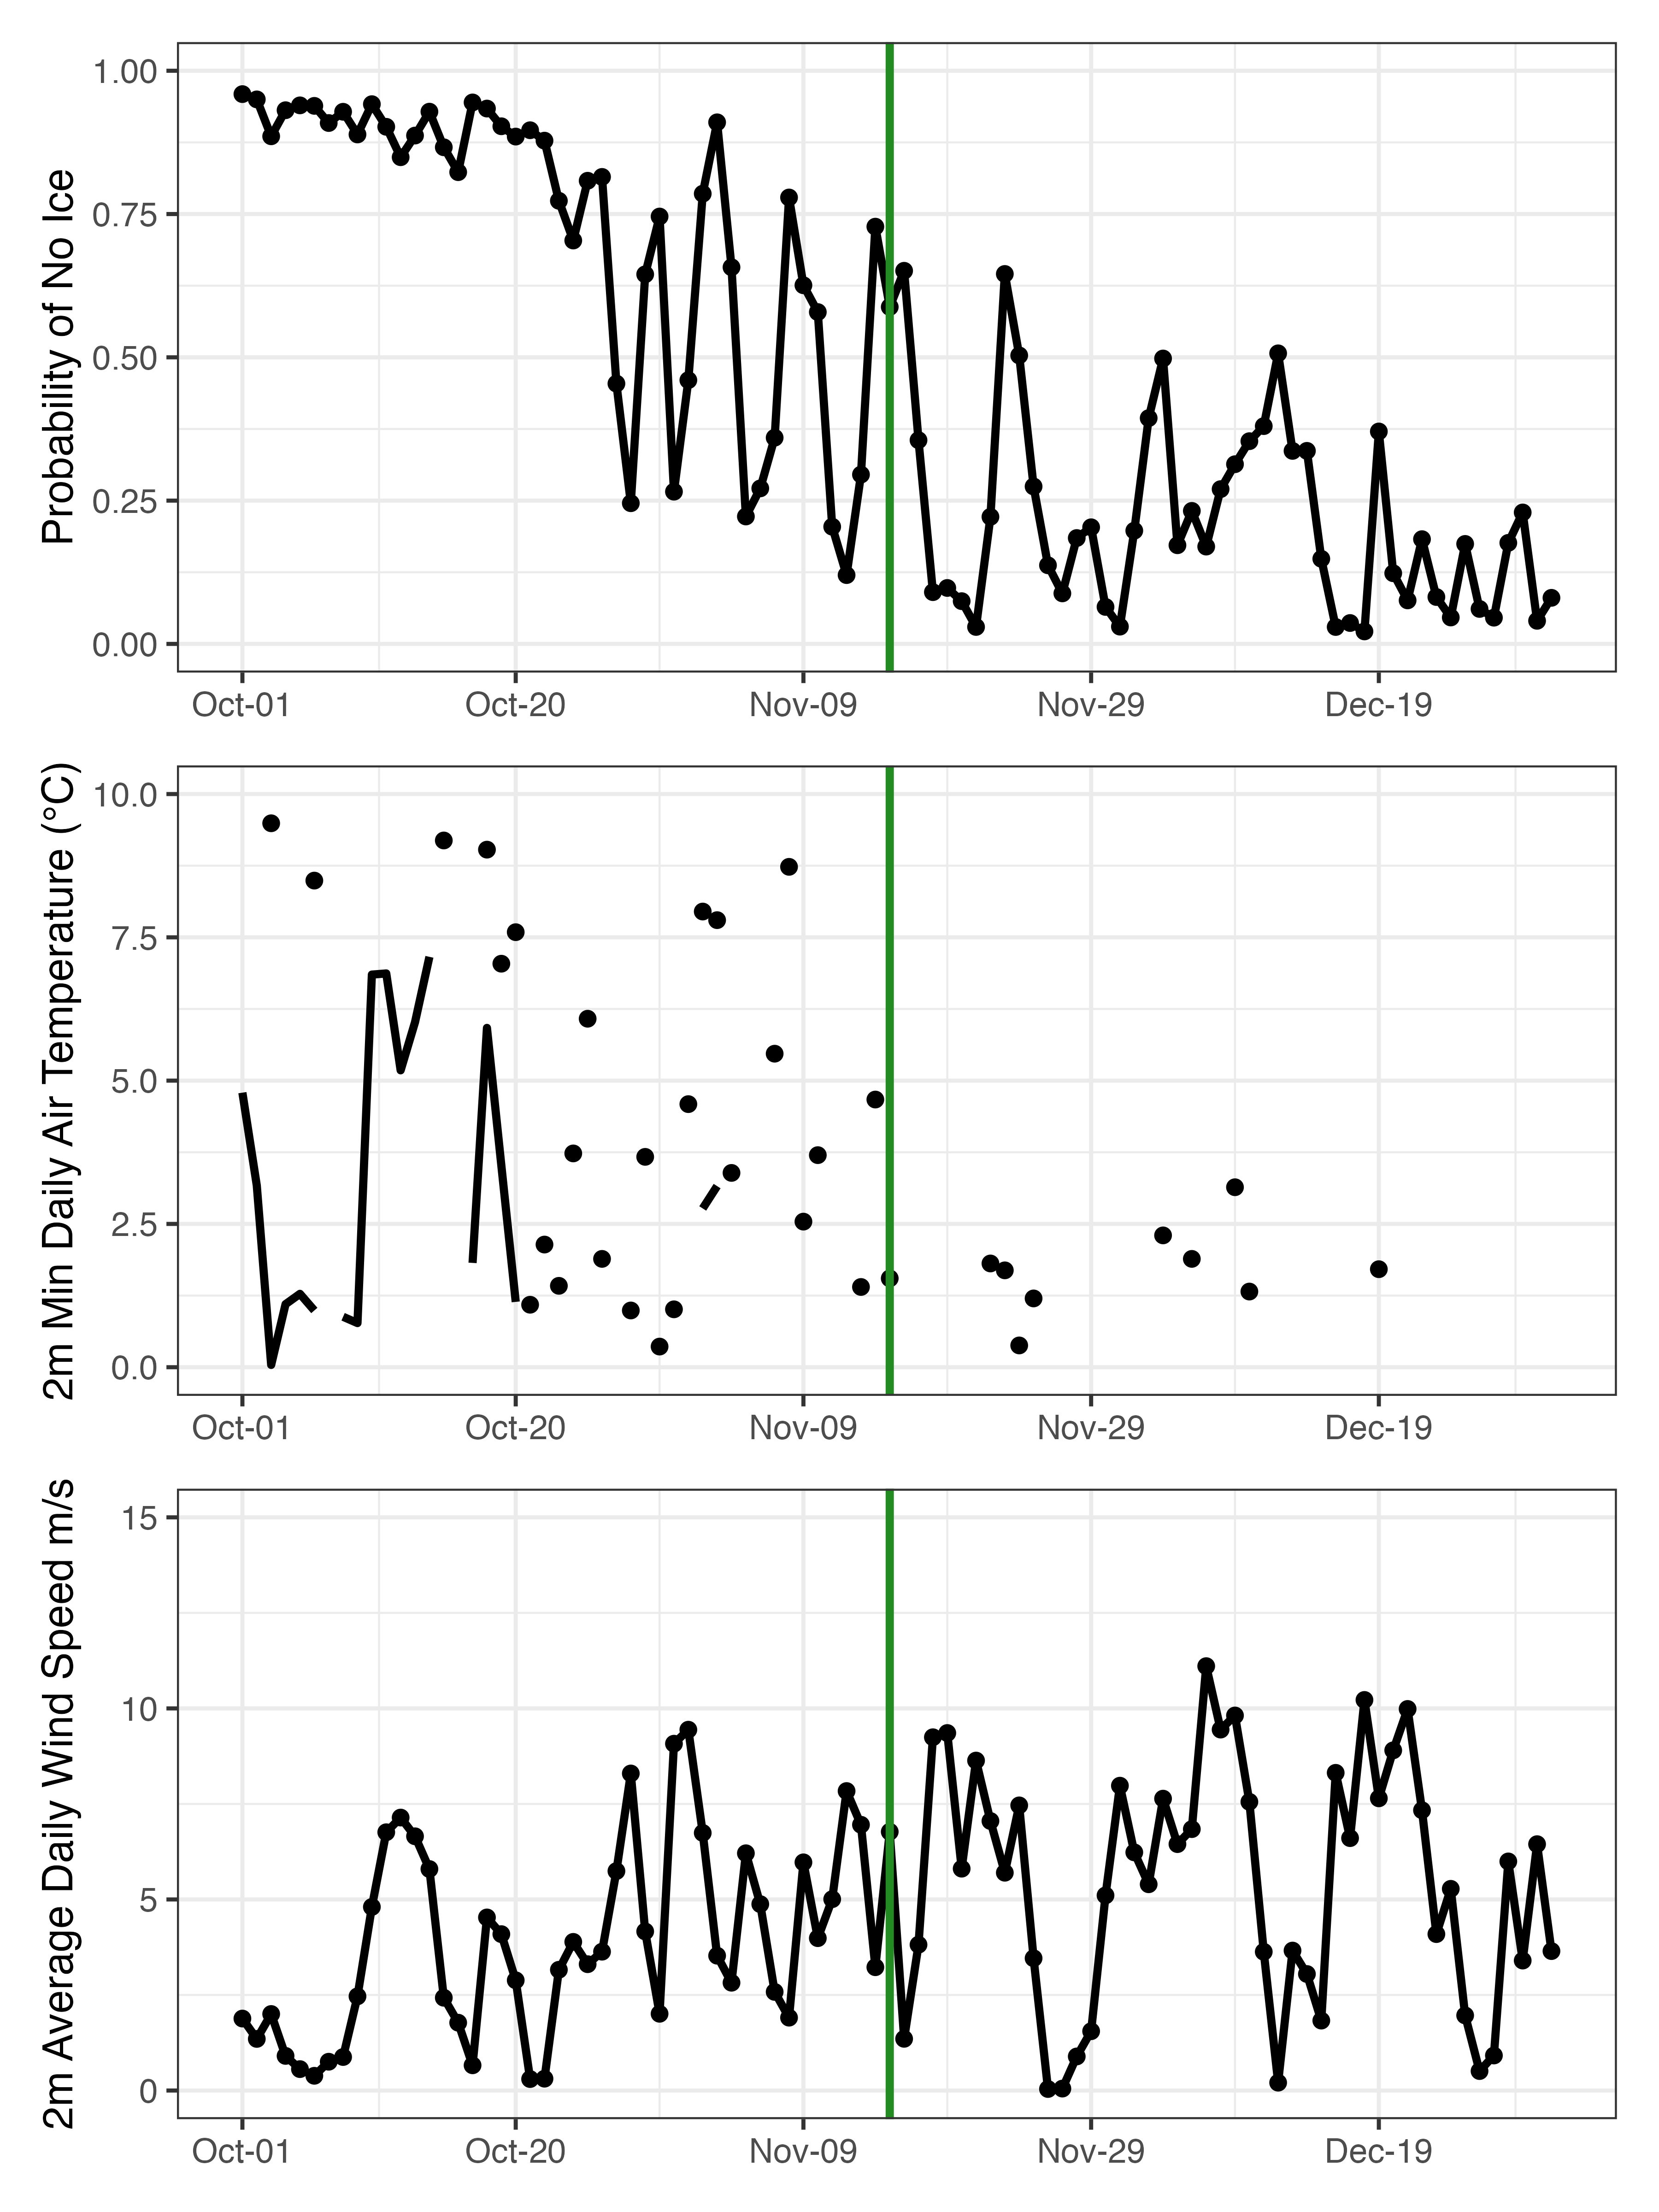 Probability of No Ice
1.00
0.75
0.50
0.25
0.00
Oct-01 Oct-20 Nov-09 Nov-29 Dec-19
2m Min Daily Air Temperature (°C)
10.0
7.5
5.0
2.5
0.0
Oct-01 Oct-20 Nov-09 Nov-29 Dec-19
2m Average Daily Wind Speed m/s
15
10
5
0
Oct-01 Oct-20 Nov-09 Nov-29 Dec-19